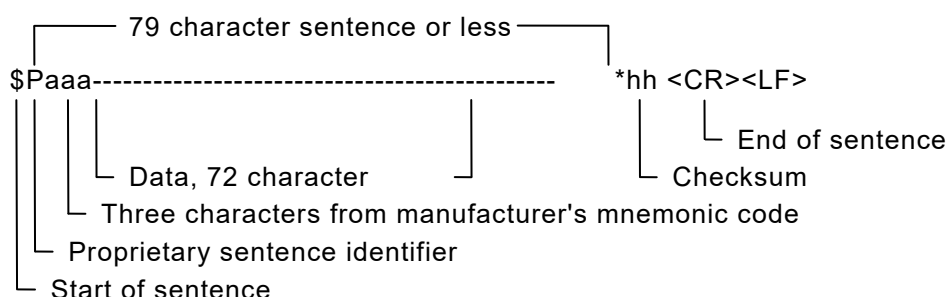 79 character sentence or less
$Paaa---------------------------------------------- *hh <CR><LF>
End of sentence
Data, 72 character
Checksum
Three characters from manufacturer's mnemonic code
Proprietary sentence identifier
Start of sentence